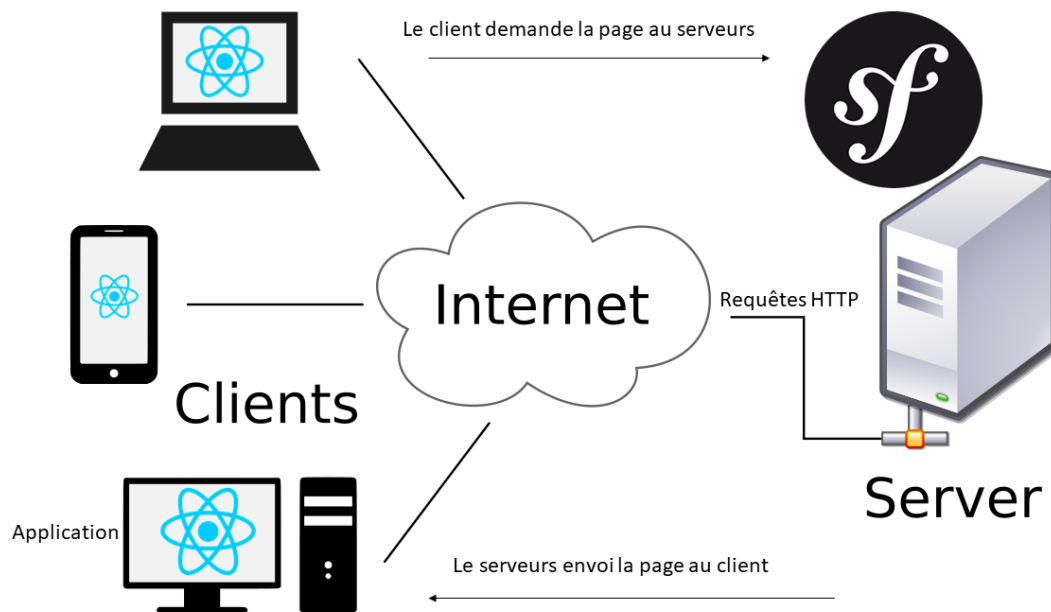 Le client demande la page au serveurs
sf
Internet
Requêtes HTTP
Clients
Server
Application
Le serveurs envoi la page au client